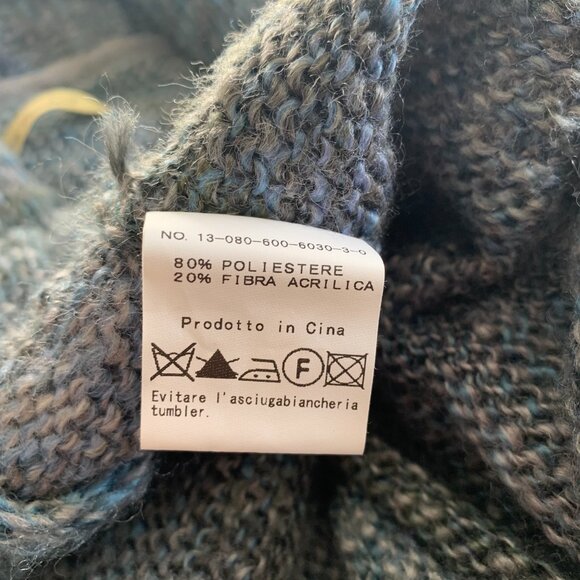 NO. 13-080-600-6030-3-0
80% POLIESTERE
20% FIBRA ACRILICA
Prodotto in Cina
F
Evitare l'asciugabiancheria
tumbler.